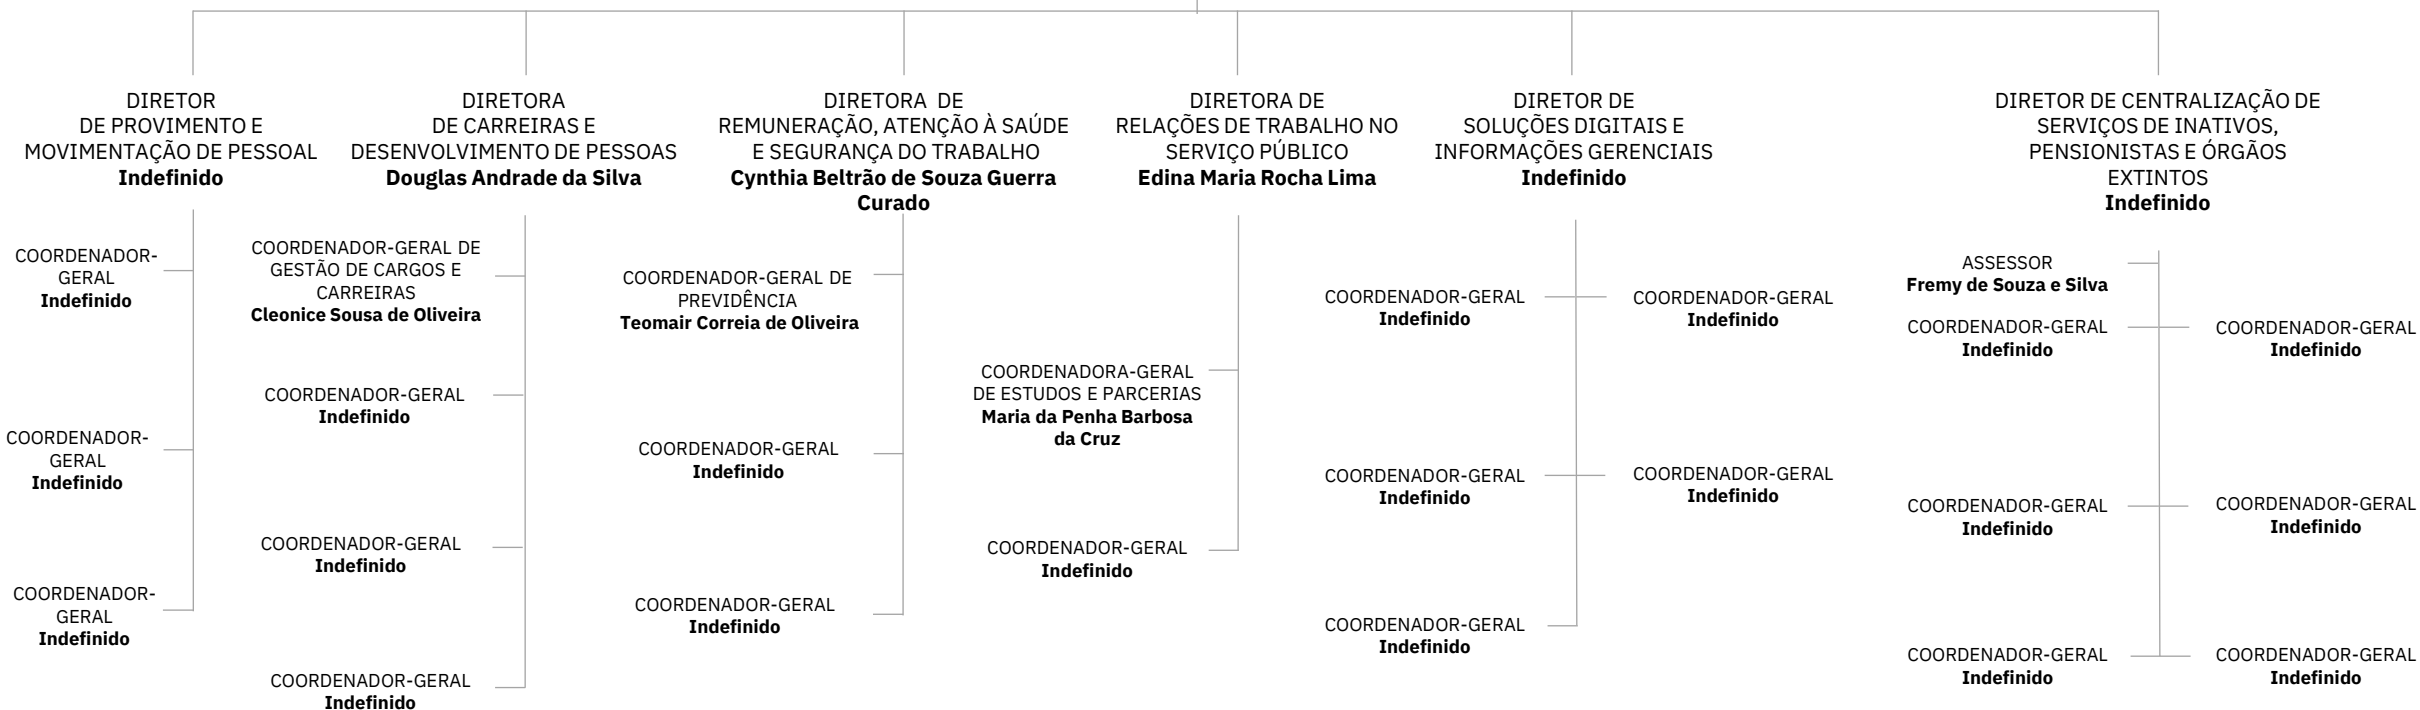 DIRETOR
DE PROVIMENTO E
MOVIMENTAÇÃO DE PESSOAL
Indefinido
COORDENADOR-
GERAL
Indefinido
COORDENADOR-
GERAL
Indefinido
COORDENADOR-
GERAL
Indefinido
DIRETORA
DE CARREIRAS E
DESENVOLVIMENTO DE PESSOAS
Douglas Andrade da Silva
COORDENADOR-GERAL DE
GESTÃO DE CARGOS E
CARREIRAS
Cleonice Sousa de Oliveira
COORDENADOR-GERAL
Indefinido
COORDENADOR-GERAL
Indefinido
COORDENADOR-GERAL
Indefinido
DIRETORA DE
REMUNERAÇÃO, ATENÇÃO À SAÚDE
E SEGURANÇA DO TRABALHO
Cynthia Beltrão de Souza Guerra
Curado
COORDENADOR-GERAL DE
PREVIDÊNCIA
Teomair Correia de Oliveira
COORDENADOR-GERAL
Indefinido
COORDENADOR-GERAL
Indefinido
DIRETORA DE
RELAÇÕES DE TRABALHO NO
SERVIÇO PÚBLICO
Edina Maria Rocha Lima
COORDENADORA-GERAL
DE ESTUDOS E PARCERIAS
Maria da Penha Barbosa
da Cruz
COORDENADOR-GERAL
Indefinido
DIRETOR DE
SOLUÇÕES DIGITAIS E
INFORMAÇÕES GERENCIAIS
Indefinido
COORDENADOR-GERAL
Indefinido
COORDENADOR-GERAL
Indefinido
COORDENADOR-GERAL
Indefinido
COORDENADOR-GERAL
Indefinido
COORDENADOR-GERAL
Indefinido
DIRETOR DE CENTRALIZAÇÃO DE
SERVIÇOS DE INATIVOS,
PENSIONISTAS E ÓRGÃOS
EXTINTOS
Indefinido
ASSESSOR
Fremy de Souza e Silva
COORDENADOR-GERAL
Indefinido
COORDENADOR-GERAL
Indefinido
COORDENADOR-GERAL
Indefinido
COORDENADOR-GERAL
Indefinido
COORDENADOR-GERAL
Indefinido
COORDENADOR-GERAL
Indefinido